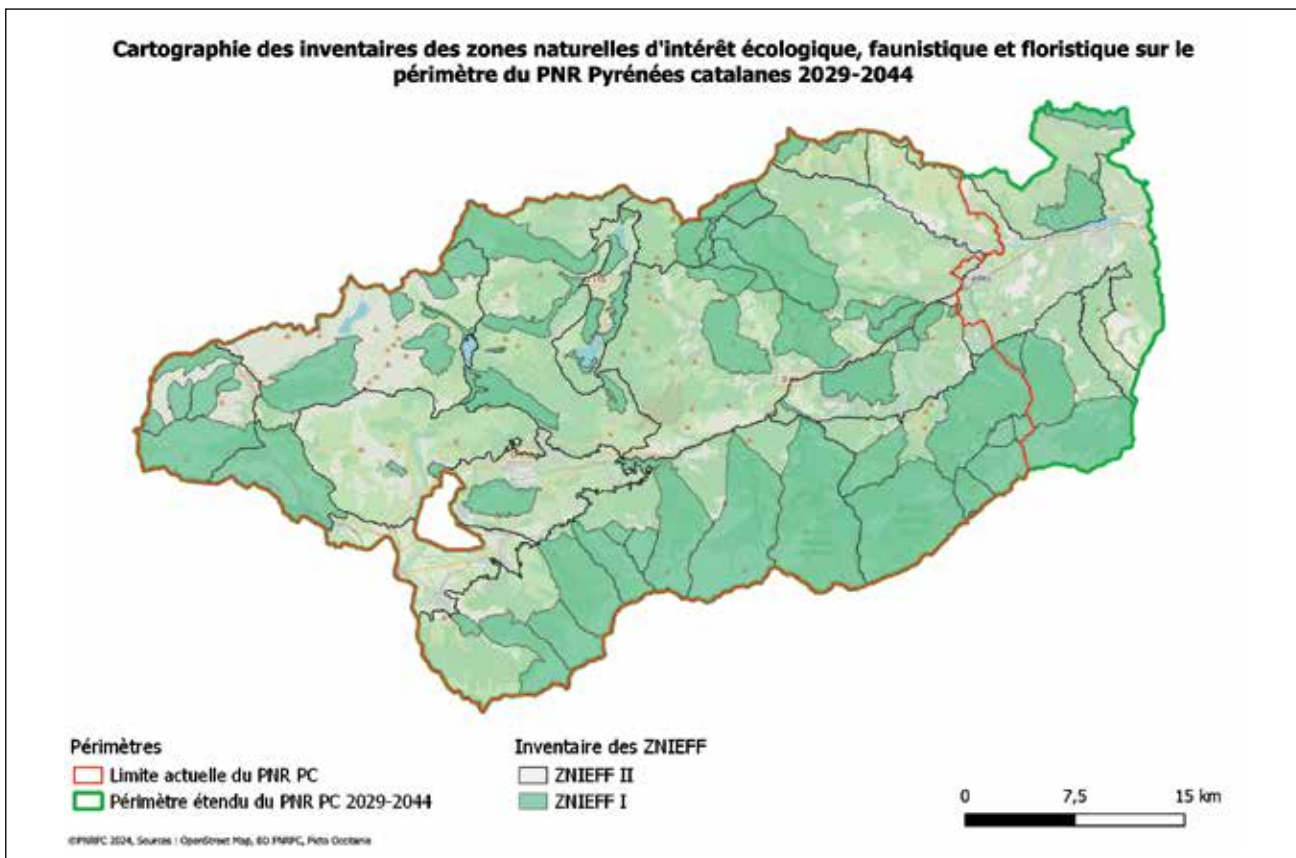 Cartographie des inventaires des zones naturelles d'intérêt écologique, faunistique et floristique sur le
périmètre du PNR Pyrénées catalanes 2029-2044
Périmètres
Limite actuelle du PNR PC
Périmètre étendu du PNR PC 2029-2044
Inventaire des ZNIEFF
ZNIEFF II
ZNIEFF I
0 7,5 15 km
©PNRPC 2024, Sources : OpenStreet Map, BD PNRPC, Picto Occitanie